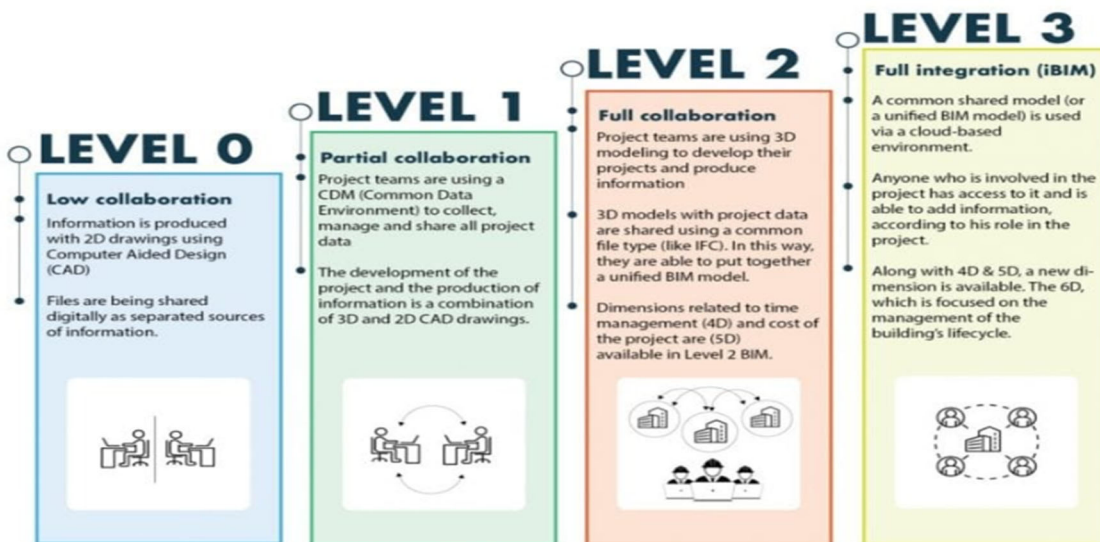 LEVEL 0
Low collaboration
Information is produced
with 2D drawings using
Computer Aided Design
(CAD)
Files are being shared
digitally as separated sources
of information.
LEVEL 1
Partial collaboration
Project teams are using a
CDM (Common Data
Environment) to collect,
manage and share all project
data
The development of the
project and the production of
information is a combination
of 3D and 2D CAD drawings.
LEVEL 2
Full collaboration
Project teams are using 3D
modeling to develop their
projects and produce
information
3D models with project data
are shared using a common
file type (like IFC). In this way,
they are able to put together
a unified BIM model.
Dimensions related to time
management (4D) and cost of
the project are (5D)
available in Level 2 BIM.
LEVEL 3
Full integration (iBIM)
A common shared model (or
a unified BIM model) is used
via a cloud-based
environment.
Anyone who is involved in the
project has access to it and is
able to add information,
according to his role in the
project.
Along with 4D & 5D, a new di-
mension is available. The 6D,
which is focused on the
management of the
building's lifecycle.